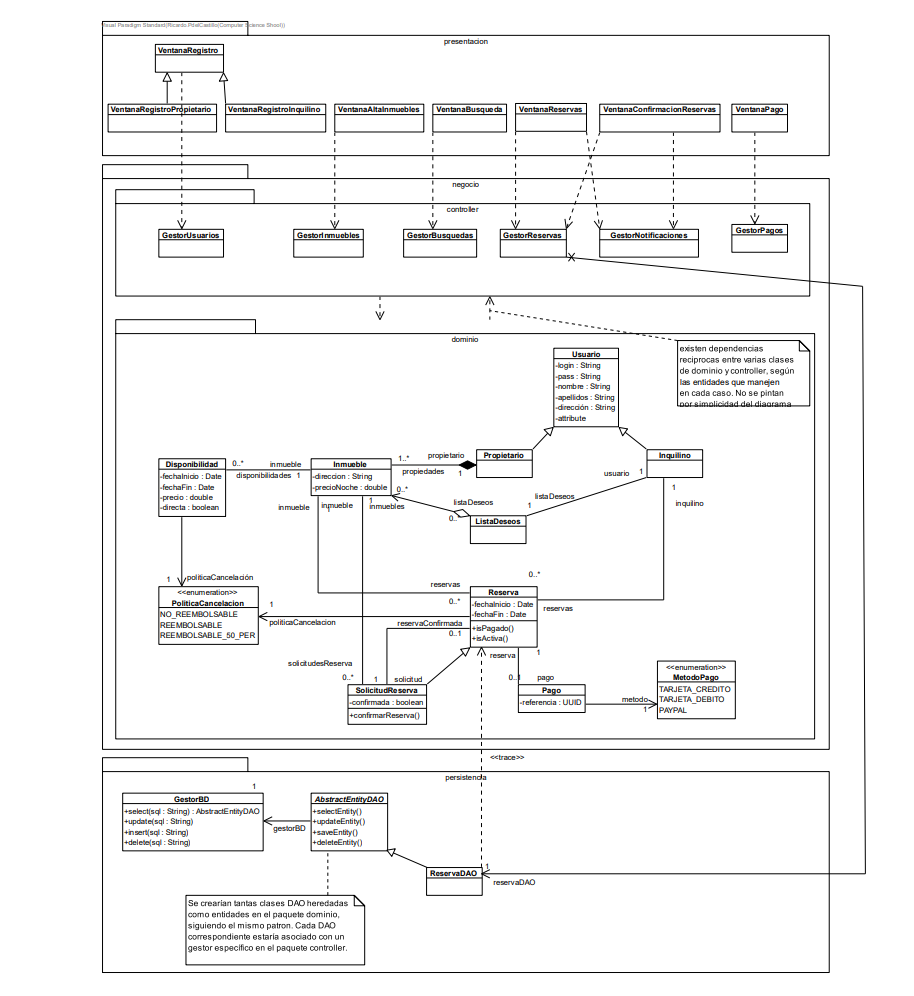 Visual Paradigm Standard(Ricardo.PdelCastillo(Computer Science Shool))
presentacion
VentanaRegistro
VentanaRegistroPropietario
VentanaRegistroInquilino
VentanaAltaInmuebles
VentanaBusqueda
VentanaReservas
VentanaConfirmacionReservas
VentanaPago
negocio
controller
GestorUsuarios
GestorInmuebles
GestorBusquedas
GestorReservas
GestorNotificaciones
GestorPagos
dominio
existen dependencias
reciprocas entre varias clases
de dominio y controller, según
las entidades que manejen
en cada caso. No se pintan
por simplicidad del diagrama
Usuario
-login : String
-pass : String
-nombre : String
-apellidos : String
-dirección : String
-attribute
Disponibilidad
-fechaInicio : Date
-fechaFin : Date
-precio : double
-directa : boolean
0..*
inmueble
disponibilidades
1
Inmueble
-direccion : String
-precioNoche : double
1..*
propietario
propiedades
1
Propietario
usuario
Inquilino
1
inquilino
0..*
listaDeseos
0..*
listaDeseos
1
ListaDeseos
inmueble
inmueble
1
1
inmuebles
1
politicaCancelación
<<enumeration>>
PoliticaCancelacion
NO_REEMBOLSABLE
REEMBOLSABLE
REEMBOLSABLE_50_PER
1
politicaCancelacion
reservas
0..*
0..*
Reserva
-fechaInicio : Date
-fechaFin : Date
+isPagado()
+isActiva()
reservas
reservaConfirmada
0..1
solicitudesReserva
0..*
1
solicitud
SolicitudReserva
-confirmada : boolean
+confirmarReserva()
reserva
1
0..1
pago
Pago
-referencia : UUID
metodo
1
<<enumeration>>
MetodoPago
TARJETA_CREDITO
TARJETA_DEBITO
PAYPAL
<<trace>>
persistencia
1
GestorBD
+select(sql : String) : AbstractEntityDAO
+update(sql : String)
+insert(sql : String)
+delete(sql : String)
gestorBD
AbstractEntityDAO
+selectEntity()
+updateEntity()
+saveEntity()
+deleteEntity()
ReservaDAO
1
reservaDAO
Se crearían tantas clases DAO heredadas
como entidades en el paquete dominio,
siguiendo el mismo patron. Cada DAO
correspondiente estaría asociado con un
gestor específico en el paquete controller.